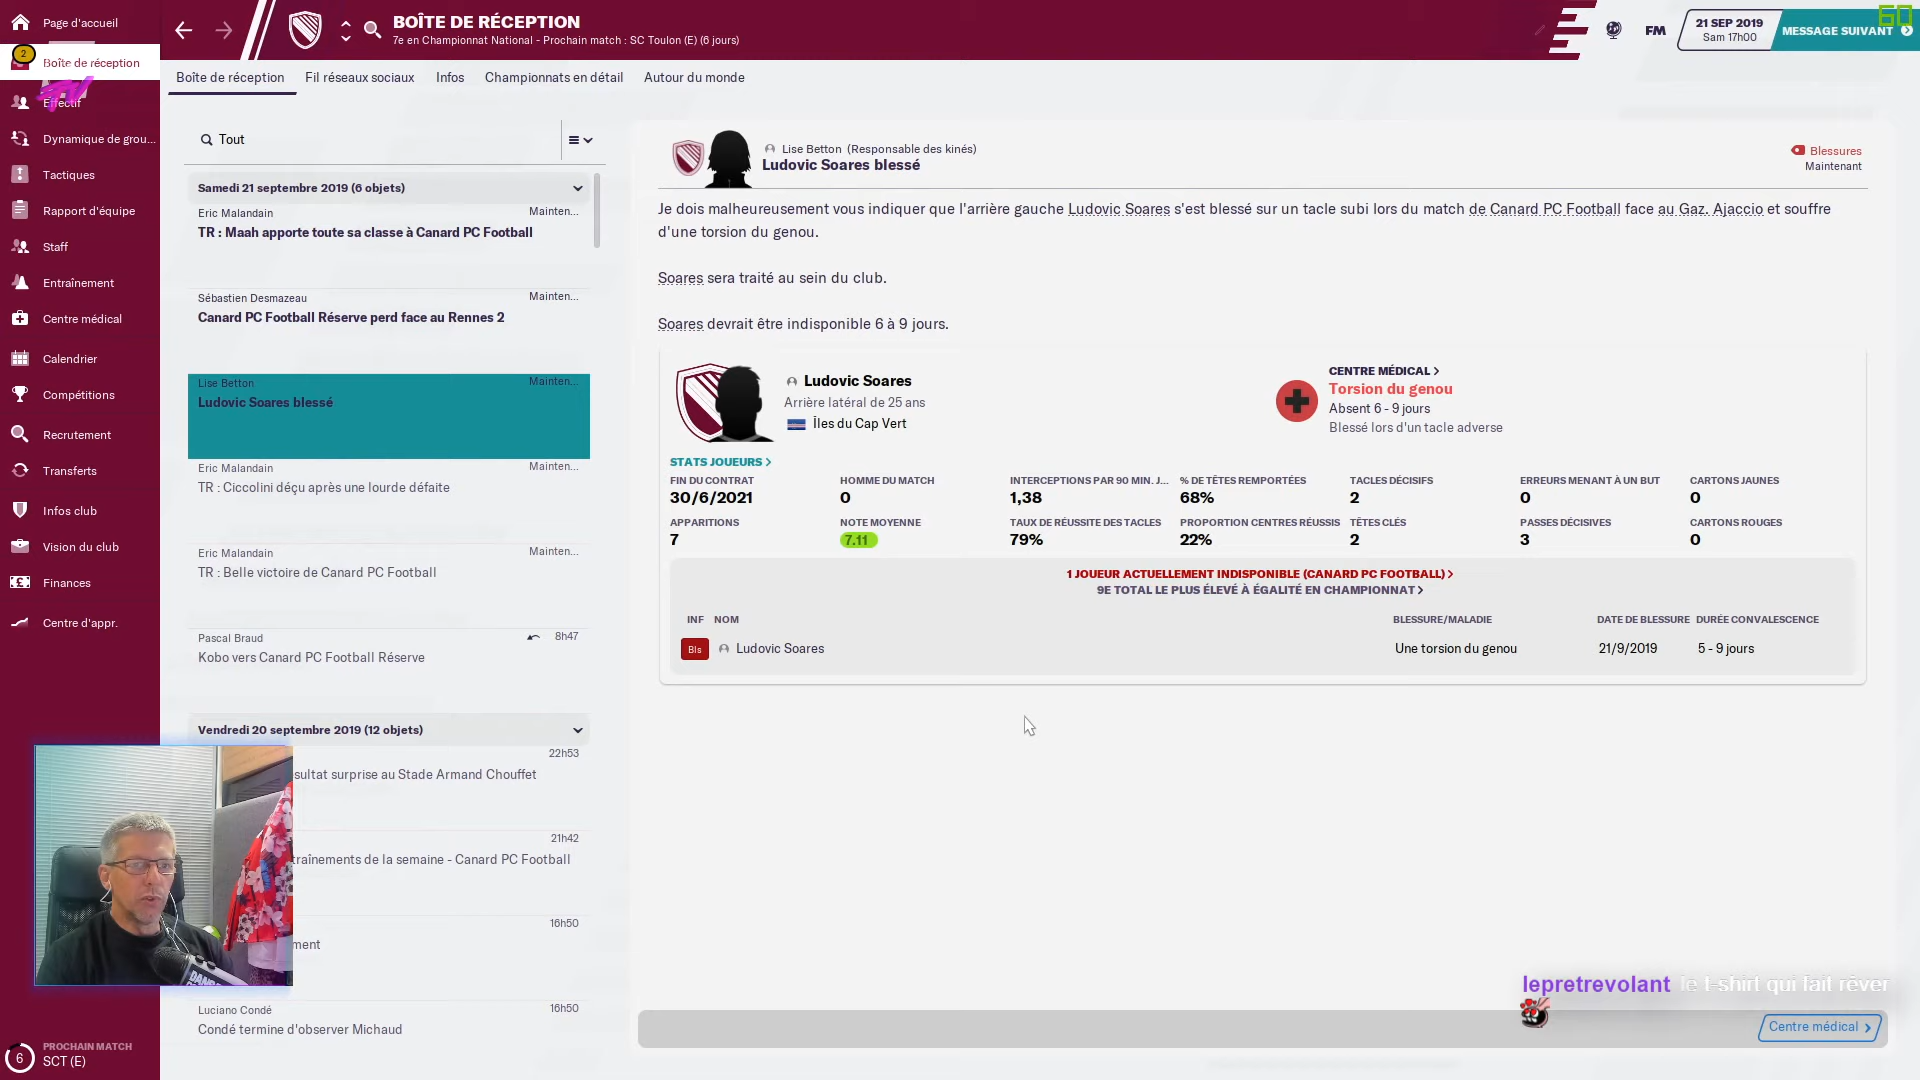 Page d'accueil
2
Boîte de réception
Effectif
Dynamique de grou...
Tactiques
Rapport d'équipe
Staff
Entraînement
Centre médical
Calendrier
Compétitions
Recrutement
Transferts
Infos club
Vision du club
Finances
Centre d'appr.
6
PROCHAIN MATCH
SCT (E)
BOÎTE DE RÉCEPTION
7e en Championnat National - Prochain match : SC Toulon (E) (6 jours)
FM
21 SEP 2019
Sam 17h00
MESSAGE SUIVANT
60
Boîte de réception
Fil réseaux sociaux
Infos
Championnats en détail
Autour du monde
Tout
Samedi 21 septembre 2019 (6 objets)
Eric Malandain
Mainten...
TR : Maah apporte toute sa classe à Canard PC Football
Sébastien Desmazeau
Mainten...
Canard PC Football Réserve perd face au Rennes 2
Lise Betton
Mainten...
Ludovic Soares blessé
Eric Malandain
Mainten...
TR : Ciccolini déçu après une lourde défaite
Eric Malandain
Mainten...
TR : Belle victoire de Canard PC Football
Pascal Braud
8h47
Kobo vers Canard PC Football Réserve
Vendredi 20 septembre 2019 (12 objets)
22h53
sultat surprise au Stade Armand Chouffet
21h42
traînements de la semaine - Canard PC Football
16h50
ment
Luciano Condé
16h50
Condé termine d'observer Michaud
Lise Betton (Responsable des kinés)
Ludovic Soares blessé
Blessures
Maintenant
Je dois malheureusement vous indiquer que l'arrière gauche Ludovic Soares s'est blessé sur un tacle subi lors du match de Canard PC Football face au Gaz. Ajaccio et souffre
d'une torsion du genou.
Soares sera traité au sein du club.
Soares devrait être indisponible 6 à 9 jours.
Ludovic Soares
Arrière latéral de 25 ans
Îles du Cap Vert
CENTRE MÉDICAL
Torsion du genou
Absent 6 - 9 jours
Blessé lors d'un tacle adverse
STATS JOUEURS
FIN DU CONTRAT
30/6/2021
HOMME DU MATCH
0
INTERCEPTIONS PAR 90 MIN. J...
1,38
% DE TÊTES REMPORTÉES
68%
TACLES DÉCISIFS
2
ERREURS MENANT À UN BUT
0
CARTONS JAUNES
0
APPARITIONS
7
NOTE MOYENNE
7.11
TAUX DE RÉUSSITE DES TACLES
79%
PROPORTION CENTRES RÉUSSIS
22%
TÊTES CLÉS
2
PASSES DÉCISIVES
3
CARTONS ROUGES
0
1 JOUEUR ACTUELLEMENT INDISPONIBLE (CANARD PC FOOTBALL)
9E TOTAL LE PLUS ÉLEVÉ À ÉGALITÉ EN CHAMPIONNAT
INF NOM
BLESSURE/MALADIE
DATE DE BLESSURE
DURÉE CONVALESCENCE
Bls
Ludovic Soares
Une torsion du genou
21/9/2019
5 - 9 jours
lepretrevolant le t-shirt qui fait rêver
Centre médical